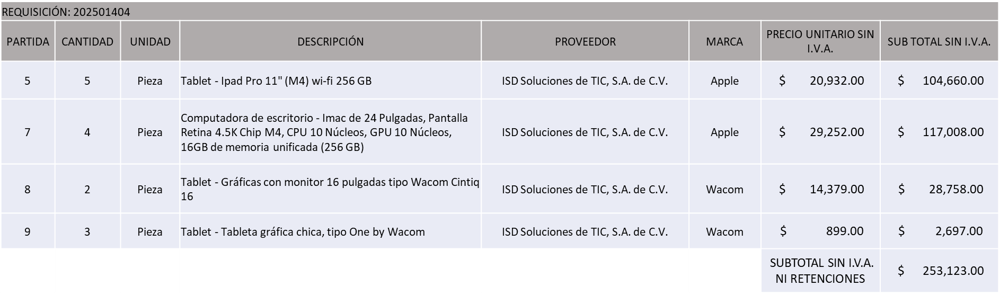 REQUISICIÓN: 202501404
PARTIDA CANTIDAD UNIDAD DESCRIPCIÓN PROVEEDOR MARCA PRECIO UNITARIO SIN I.V.A. SUB TOTAL SIN I.V.A.
5 5 Pieza Tablet - Ipad Pro 11" (M4) wi-fi 256 GB ISD Soluciones de TIC, S.A. de C.V. Apple $ 20,932.00 $ 104,660.00
7 4 Pieza Computadora de escritorio - Imac de 24 Pulgadas, Pantalla
Retina 4.5K Chip M4, CPU 10 Núcleos, GPU 10 Núcleos,
16GB de memoria unificada (256 GB) ISD Soluciones de TIC, S.A. de C.V. Apple $ 29,252.00 $ 117,008.00
8 2 Pieza Tablet - Gráficas con monitor 16 pulgadas tipo Wacom Cintiq
16 ISD Soluciones de TIC, S.A. de C.V. Wacom $ 14,379.00 $ 28,758.00
9 3 Pieza Tablet - Tableta gráfica chica, tipo One by Wacom ISD Soluciones de TIC, S.A. de C.V. Wacom $ 899.00 $ 2,697.00
SUBTOTAL SIN I.V.A.
NI RETENCIONES $ 253,123.00